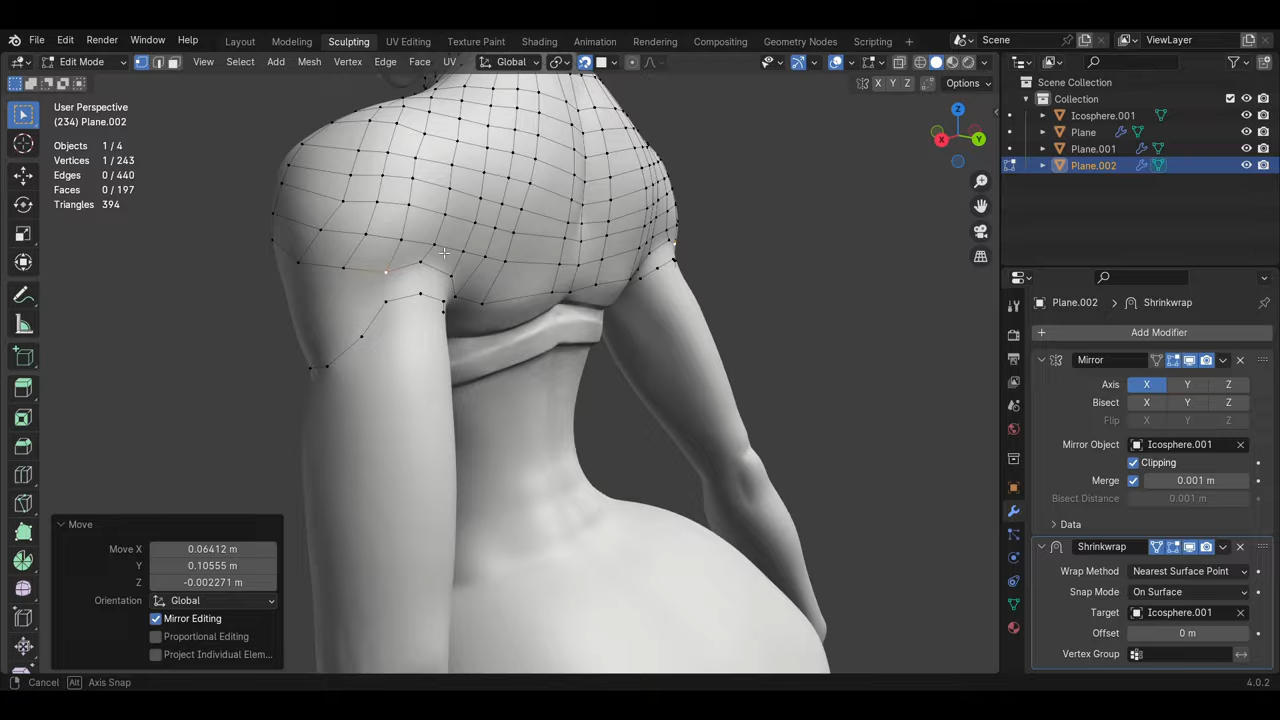 File Edit Render Window Help Layout Modeling Sculpting UV Editing Texture Paint Shading Animation Rendering Compositing Geometry Nodes Scripting + Scene ViewLayer
Edit Mode View Select Add Mesh Vertex Edge Face UV Global
X Y Z Options
User Perspective
(234) Plane.002
Objects 1 / 4
Vertices 1 / 243
Edges 0 / 440
Faces 0 / 197
Triangles 394
Z
X
Y
Move
Move X 0.06412 m
Y 0.10555 m
Z -0.002271 m
Orientation Global
Mirror Editing
Proportional Editing
Project Individual Elem...
Cancel Alt Axis Snap
Scene Collection
Collection
Icosphere.001
Plane
Plane.001
Plane.002
Plane.002 > Shrinkwrap
+ Add Modifier
Mirror
Axis X Y Z
Bisect X Y Z
Flip X Y Z
Mirror Object Icosphere.001
Clipping
Merge 0.001 m
Bisect Distance 0.001 m
Data
Shrinkwrap
Wrap Method Nearest Surface Point
Snap Mode On Surface
Target Icosphere.001
Offset 0 m
Vertex Group
4.0.2